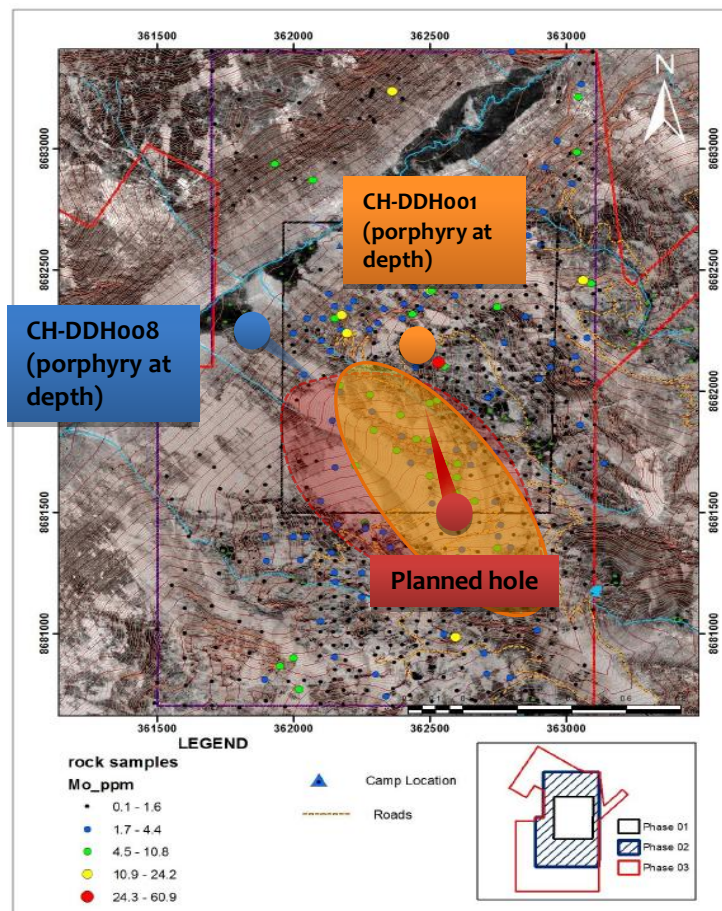 361500 362000 362500 363000
N
8683000
8683000
CH-DDH001
(porphyry at
depth)
8682500
8682500
CH-DDH008
(porphyry at
depth)
8682000
8682000
8681500
8681500
Planned hole
8681000
8681000
361500 362000 362500 363000
LEGEND
rock samples
Mo_ppm
0.1 - 1.6
1.7 - 4.4
4.5 - 10.8
10.9 - 24.2
24.3 - 60.9
Camp Location
Roads
Phase 01
Phase 02
Phase 03